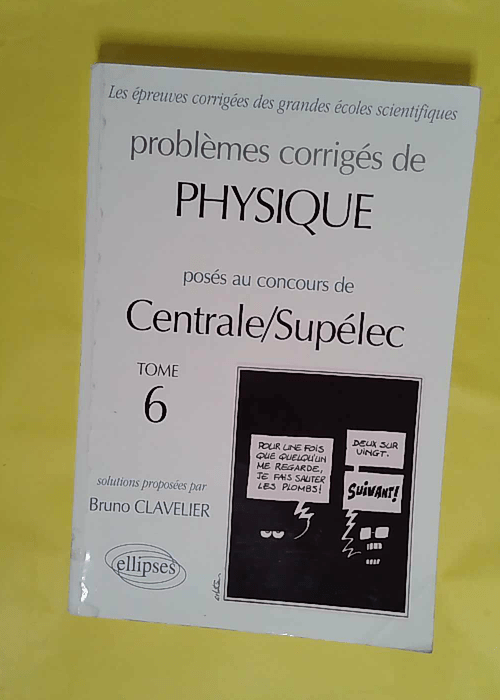 Les épreuves corrigées des grandes écoles scientifiques
problèmes corrigés de
PHYSIQUE
posés au concours de
Centrale/Supélec
TOME
6
POUR UNE FOIS
QUE QUELQU'UN
ME REGARDE,
JE FAIS SAUTER
LES PLOMBS!
DEUX SUR
VINGT.
SUIVANT!
solutions proposées par
Bruno CLAVELIER
ellipses